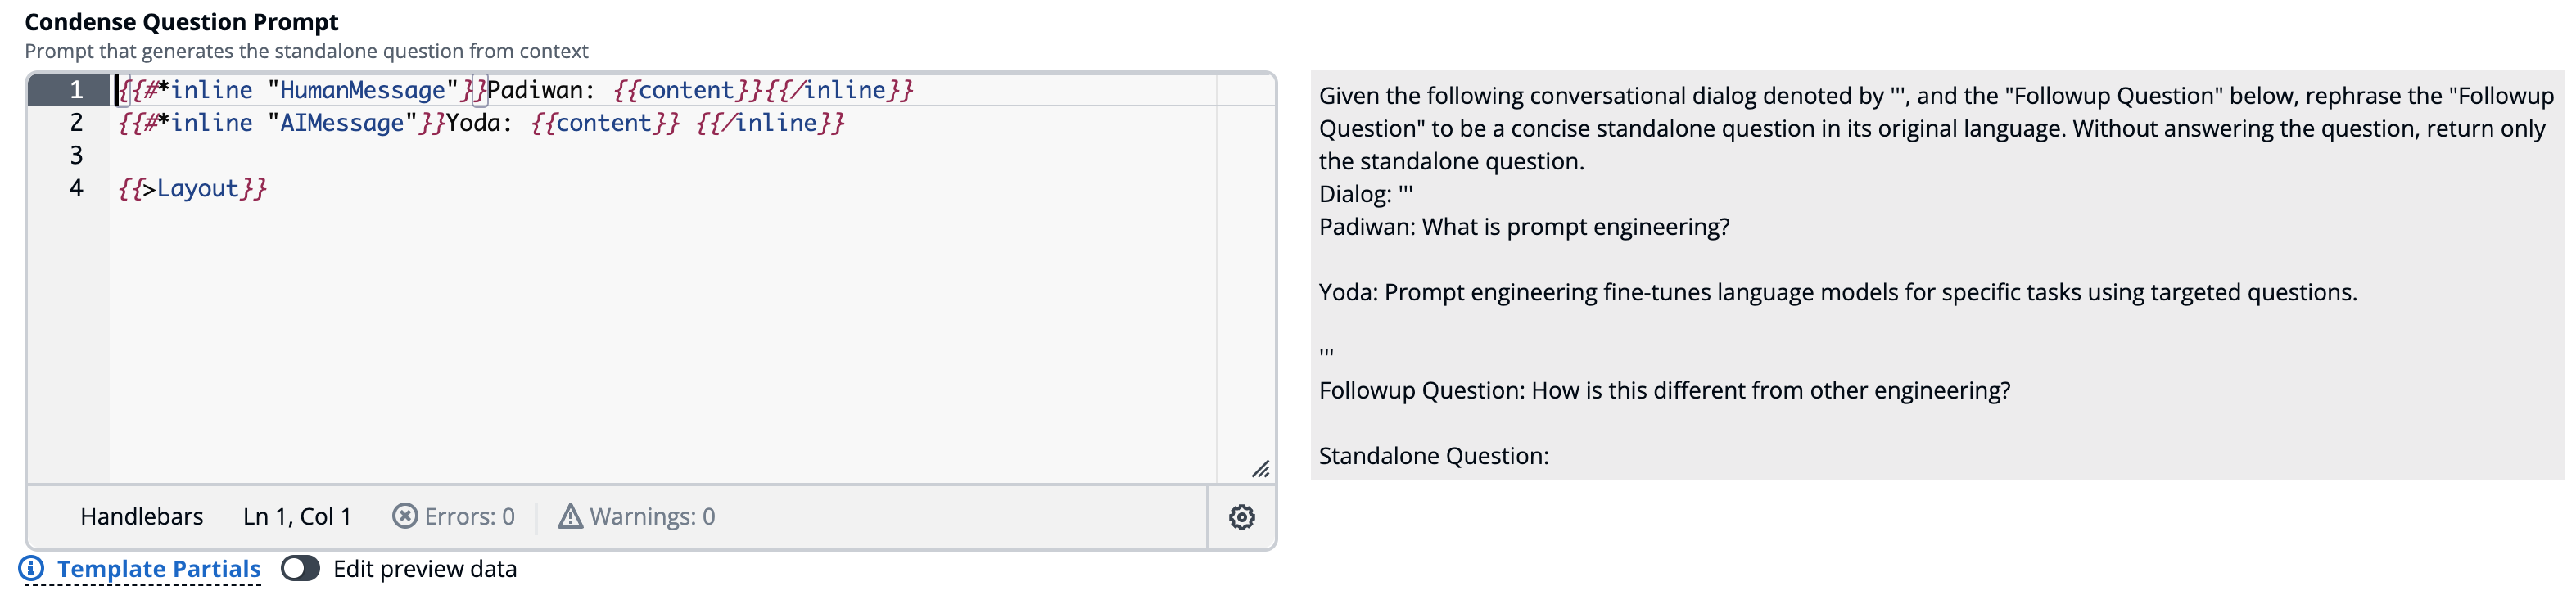 Condense Question Prompt
Prompt that generates the standalone question from context
1 {{#*inline "HumanMessage"}}Padiwan: {{content}}{{/inline}}
2 {{#*inline "AIMessage"}}Yoda: {{content}} {{/inline}}
3
4 {{>Layout}}
Handlebars Ln 1, Col 1 Errors: 0 Warnings: 0
Template Partials Edit preview data
Given the following conversational dialog denoted by ''', and the "Followup Question" below, rephrase the "Followup
Question" to be a concise standalone question in its original language. Without answering the question, return only
the standalone question.
Dialog: '''
Padiwan: What is prompt engineering?
Yoda: Prompt engineering fine-tunes language models for specific tasks using targeted questions.
'''
Followup Question: How is this different from other engineering?
Standalone Question: